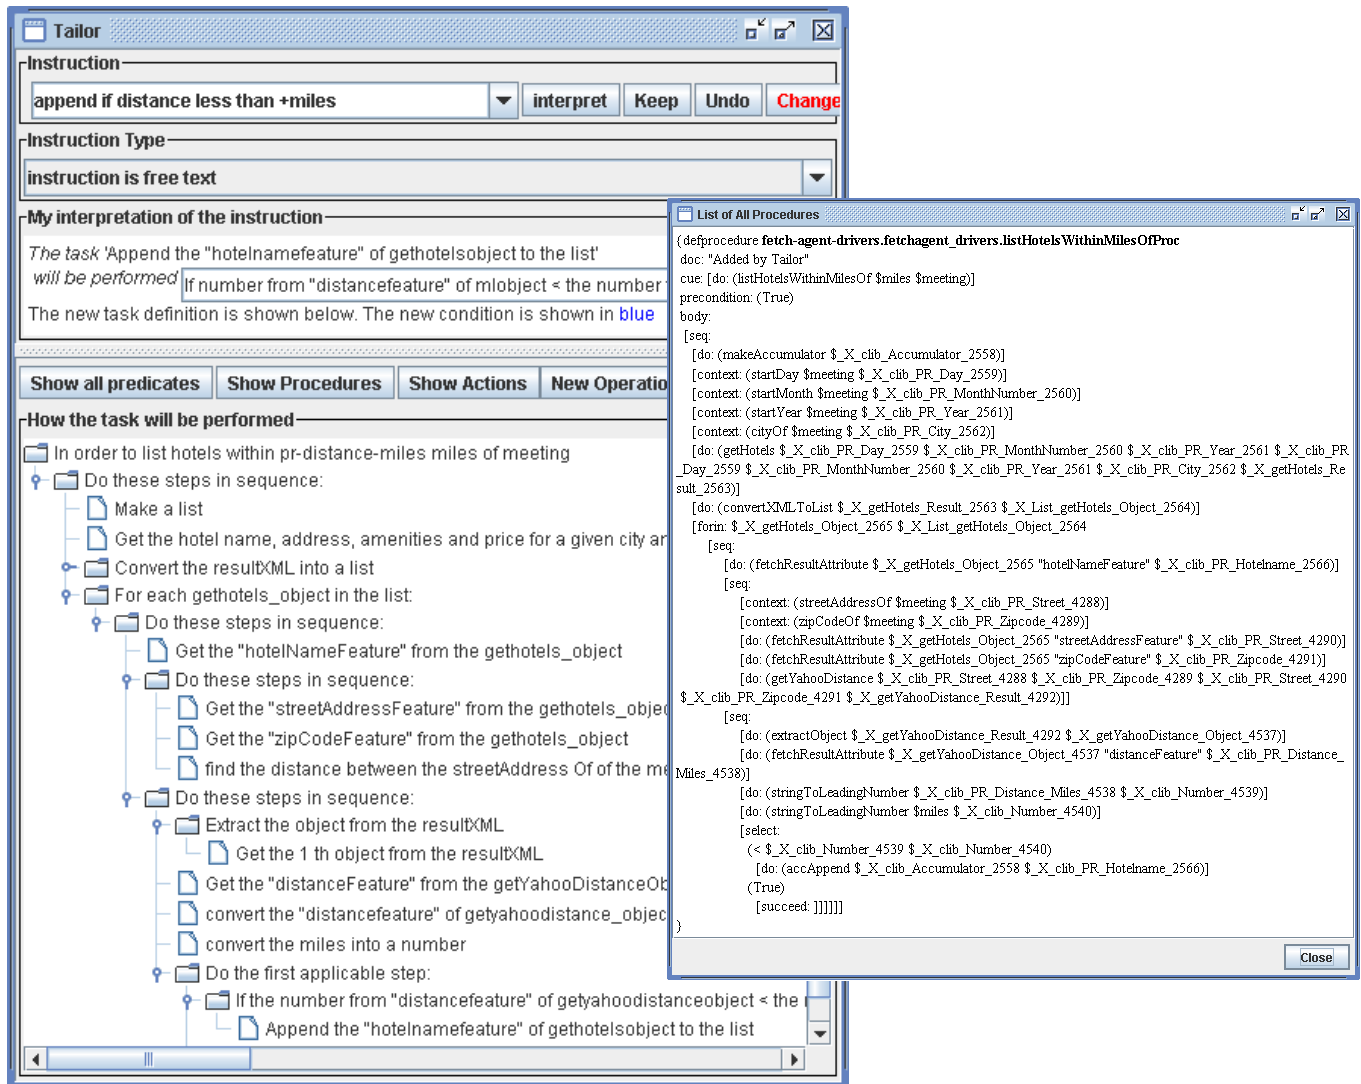 Tailor
Instruction
append if distance less than +miles
interpret
Keep
Undo
Change
Instruction Type
instruction is free text
My interpretation of the instruction
The task 'Append the "hotelnamefeature" of gethotelsobject to the list'
will be performed
If number from "distancefeature" of mlobject < the number
The new task definition is shown below. The new condition is shown in blue
Show all predicates
Show Procedures
Show Actions
New Operatio
How the task will be performed
In order to list hotels within pr-distance-miles miles of meeting
Do these steps in sequence:
Make a list
Get the hotel name, address, amenities and price for a given city an
Convert the resultXML into a list
For each gethotels_object in the list:
Do these steps in sequence:
Get the "hotelNameFeature" from the gethotels_object
Do these steps in sequence:
Get the "streetAddressFeature" from the gethotels_objec
Get the "zipCodeFeature" from the gethotels_object
find the distance between the streetAddress Of of the me
Do these steps in sequence:
Extract the object from the resultXML
Get the 1 th object from the resultXML
Get the "distanceFeature" from the getYahooDistanceOb
convert the "distancefeature" of getyahoodistance_objec
convert the miles into a number
Do the first applicable step:
If the number from "distancefeature" of getyahoodistanceobject < the
Append the "hotelnamefeature" of gethotelsobject to the list
List of All Procedures
{defprocedure fetch-agent-drivers.fetchagent_drivers.listHotelsWithinMilesOfProc
doc: "Added by Tailor"
cue: [do: (listHotelsWithinMilesOf $miles $meeting)]
precondition: (True)
body:
[seq:
[do: (makeAccumulator $_X_clib_Accumulator_2558)]
[context: (startDay $meeting $_X_clib_PR_Day_2559)]
[context: (startMonth $meeting $_X_clib_PR_MonthNumber_2560)]
[context: (startYear $meeting $_X_clib_PR_Year_2561)]
[context: (cityOf $meeting $_X_clib_PR_City_2562)]
[do: (getHotels $_X_clib_PR_Day_2559 $_X_clib_PR_MonthNumber_2560 $_X_clib_PR_Year_2561 $_X_clib_PR
_Day_2559 $_X_clib_PR_MonthNumber_2560 $_X_clib_PR_Year_2561 $_X_clib_PR_City_2562 $_X_getHotels_Re
sult_2563)]
[do: (convertXMLToList $_X_getHotels_Result_2563 $_X_List_getHotels_Object_2564)]
[forin: $_X_getHotels_Object_2565 $_X_List_getHotels_Object_2564
[seq:
[do: (fetchResultAttribute $_X_getHotels_Object_2565 "hotelNameFeature" $_X_clib_PR_Hotelname_2566)]
[seq:
[context: (streetAddressOf $meeting $_X_clib_PR_Street_4288)]
[context: (zipCodeOf $meeting $_X_clib_PR_Zipcode_4289)]
[do: (fetchResultAttribute $_X_getHotels_Object_2565 "streetAddressFeature" $_X_clib_PR_Street_4290)]
[do: (fetchResultAttribute $_X_getHotels_Object_2565 "zipCodeFeature" $_X_clib_PR_Zipcode_4291)]
[do: (getYahooDistance $_X_clib_PR_Street_4288 $_X_clib_PR_Zipcode_4289 $_X_clib_PR_Street_4290
$_X_clib_PR_Zipcode_4291 $_X_getYahooDistance_Result_4292)]]
[seq:
[do: (extractObject $_X_getYahooDistance_Result_4292 $_X_getYahooDistance_Object_4537)]
[do: (fetchResultAttribute $_X_getYahooDistance_Object_4537 "distanceFeature" $_X_clib_PR_Distance_
Miles_4538)]
[do: (stringToLeadingNumber $_X_clib_PR_Distance_Miles_4538 $_X_clib_Number_4539)]
[do: (stringToLeadingNumber $miles $_X_clib_Number_4540)]
[select:
(< $_X_clib_Number_4539 $_X_clib_Number_4540)
[do: (accAppend $_X_clib_Accumulator_2558 $_X_clib_PR_Hotelname_2566)]
(True)
[succeed: ]]]]]]
}
Close